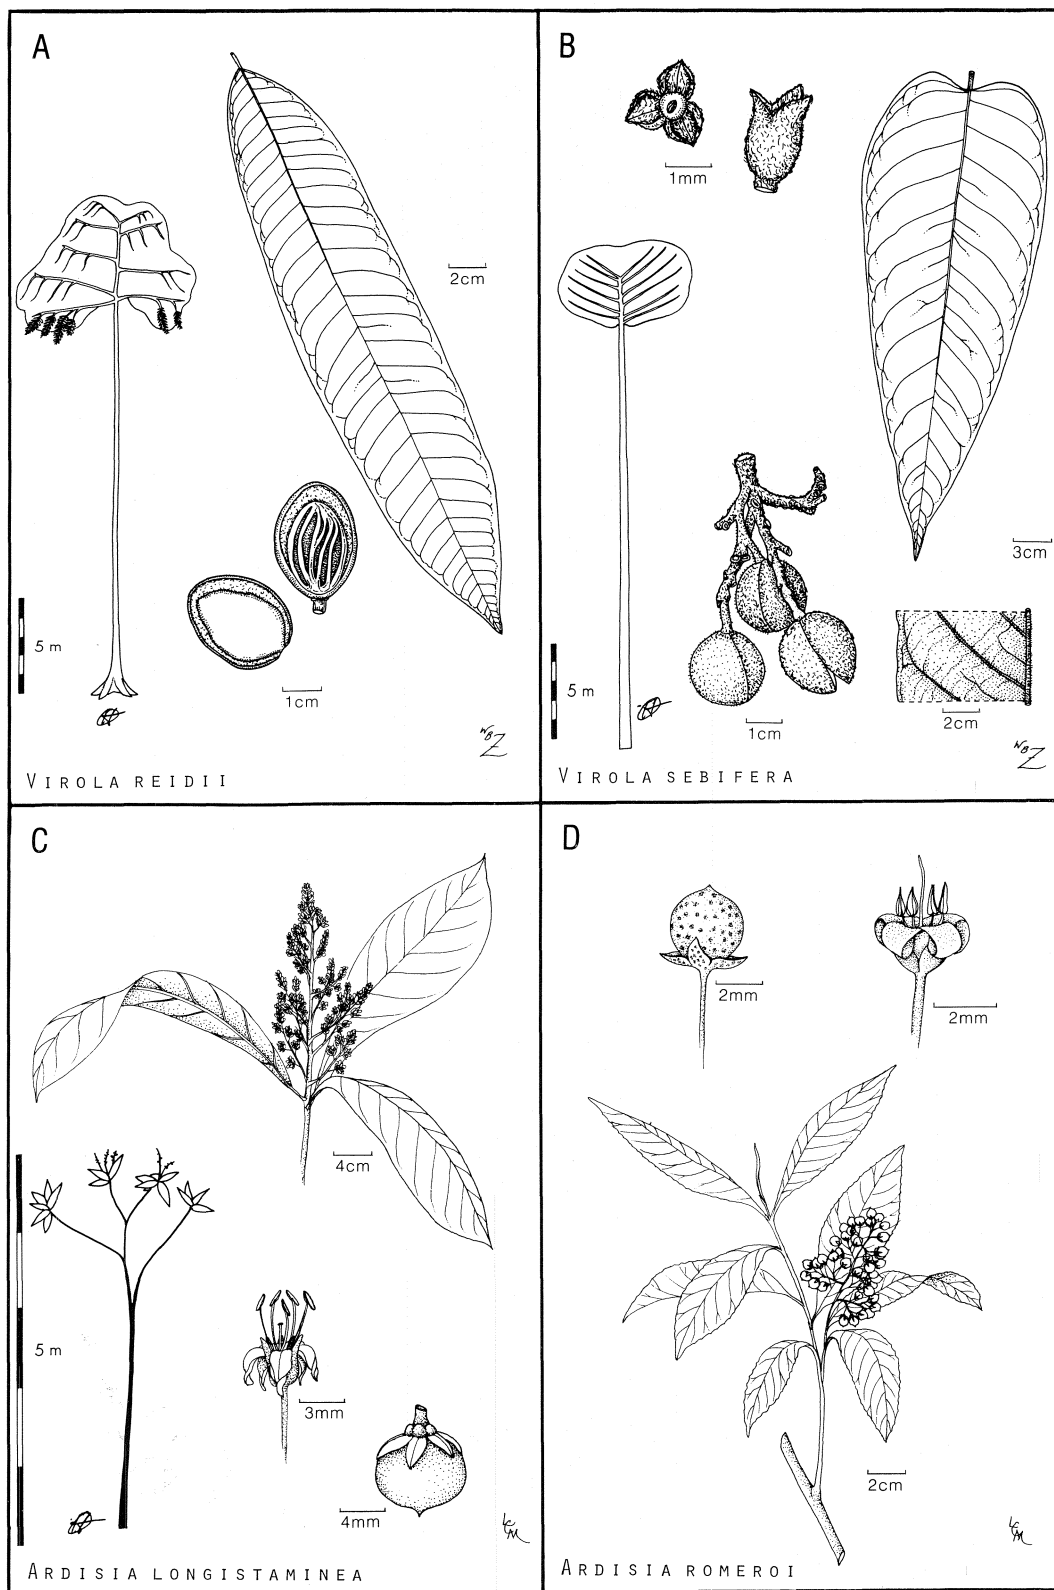 A
2cm
5 m
1cm
VIROLA REIDII
B
1mm
3cm
5 m
1cm
2cm
VIROLA SEBIFERA
C
4cm
5 m
3mm
4mm
ARDISIA LONGISTAMINEA
D
2mm
2mm
2cm
ARDISIA ROMEROI